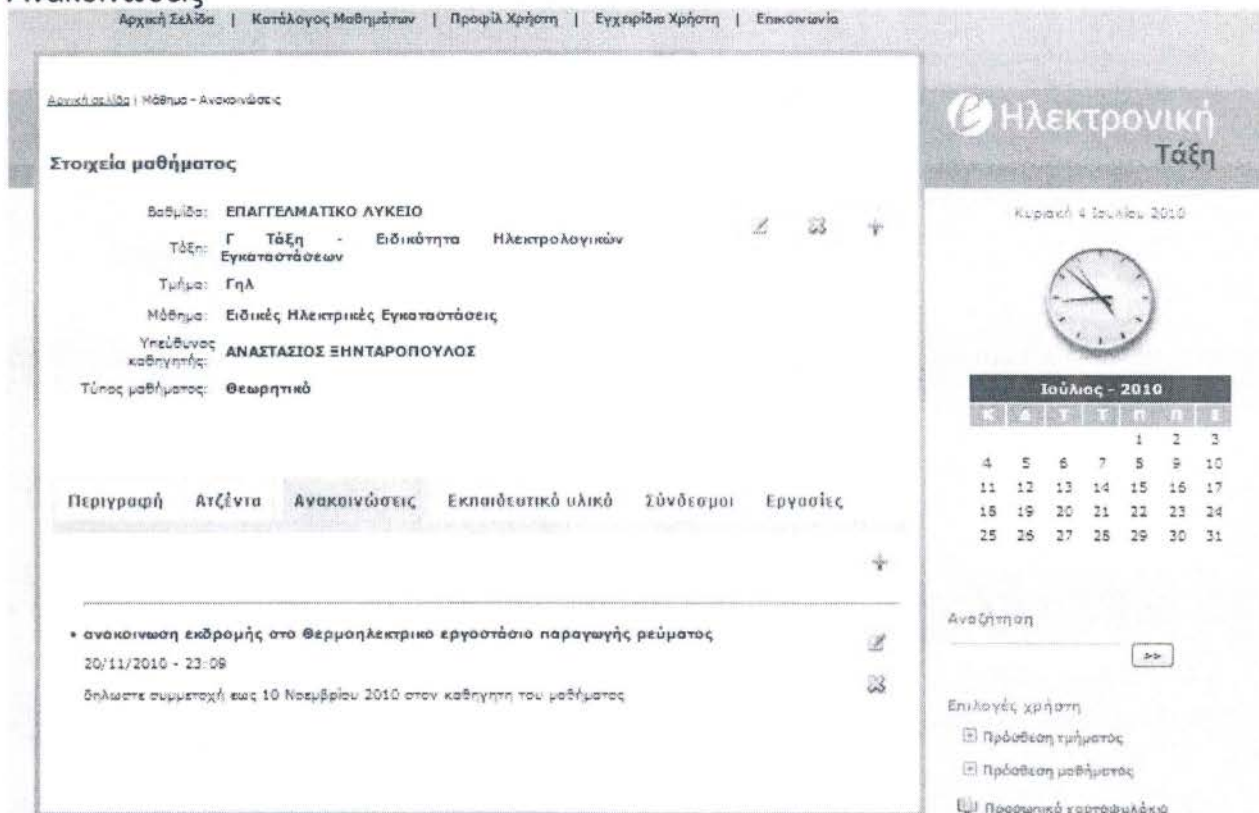 Ανακοινώσεις
Αρχική Σελίδα | Κατάλογος Μαθημάτων | Προφίλ Χρήστη | Εγχειρίδια Χρήστη | Επικοινωνία
Αρχική σελίδα | Μάθημα - Ανακοινώσεις
Στοιχεία μαθήματος
Βαθμίδα: ΕΠΑΓΓΕΛΜΑΤΙΚΟ ΛΥΚΕΙΟ
Τάξη: Γ Τάξη - Ειδικότητα Ηλεκτρολογικών
Εγκαταστάσεων
Τμήμα: Γηλ
Μάθημα: Ειδικές Ηλεκτρικές Εγκαταστάσεις
Υπεύθυνος
καθηγητής: ΑΝΑΣΤΑΣΙΟΣ ΞΗΝΤΑΡΟΠΟΥΛΟΣ
Τύπος μαθήματος: Θεωρητικό
Περιγραφή Ατζέντα Ανακοινώσεις Εκπαιδευτικό υλικό Σύνδεσμοι Εργασίες
• ανακοινωση εκδρομής στο Θερμοηλεκτρικο εργοστάσιο παραγωγής ρεύματος
20/11/2010 - 23:09
δηλωστε συμμετοχή εως 10 Νοεμβρίου 2010 στον καθηγητη του μαθήματος
Ηλεκτρονική
Τάξη
Κυριακή 4 Ιουλίου 2010
Ιούλιος - 2010
Κ Δ Τ Τ Π Π Σ
1 2 3
4 5 6 7 8 9 10
11 12 13 14 15 16 17
18 19 20 21 22 23 24
25 26 27 28 29 30 31
Αναζήτηση
>>
Επιλογές χρήστη
Πρόσθεση τμήματος
Πρόσθεση μαθήματος
Προσωπικό χαρτοφυλάκιο